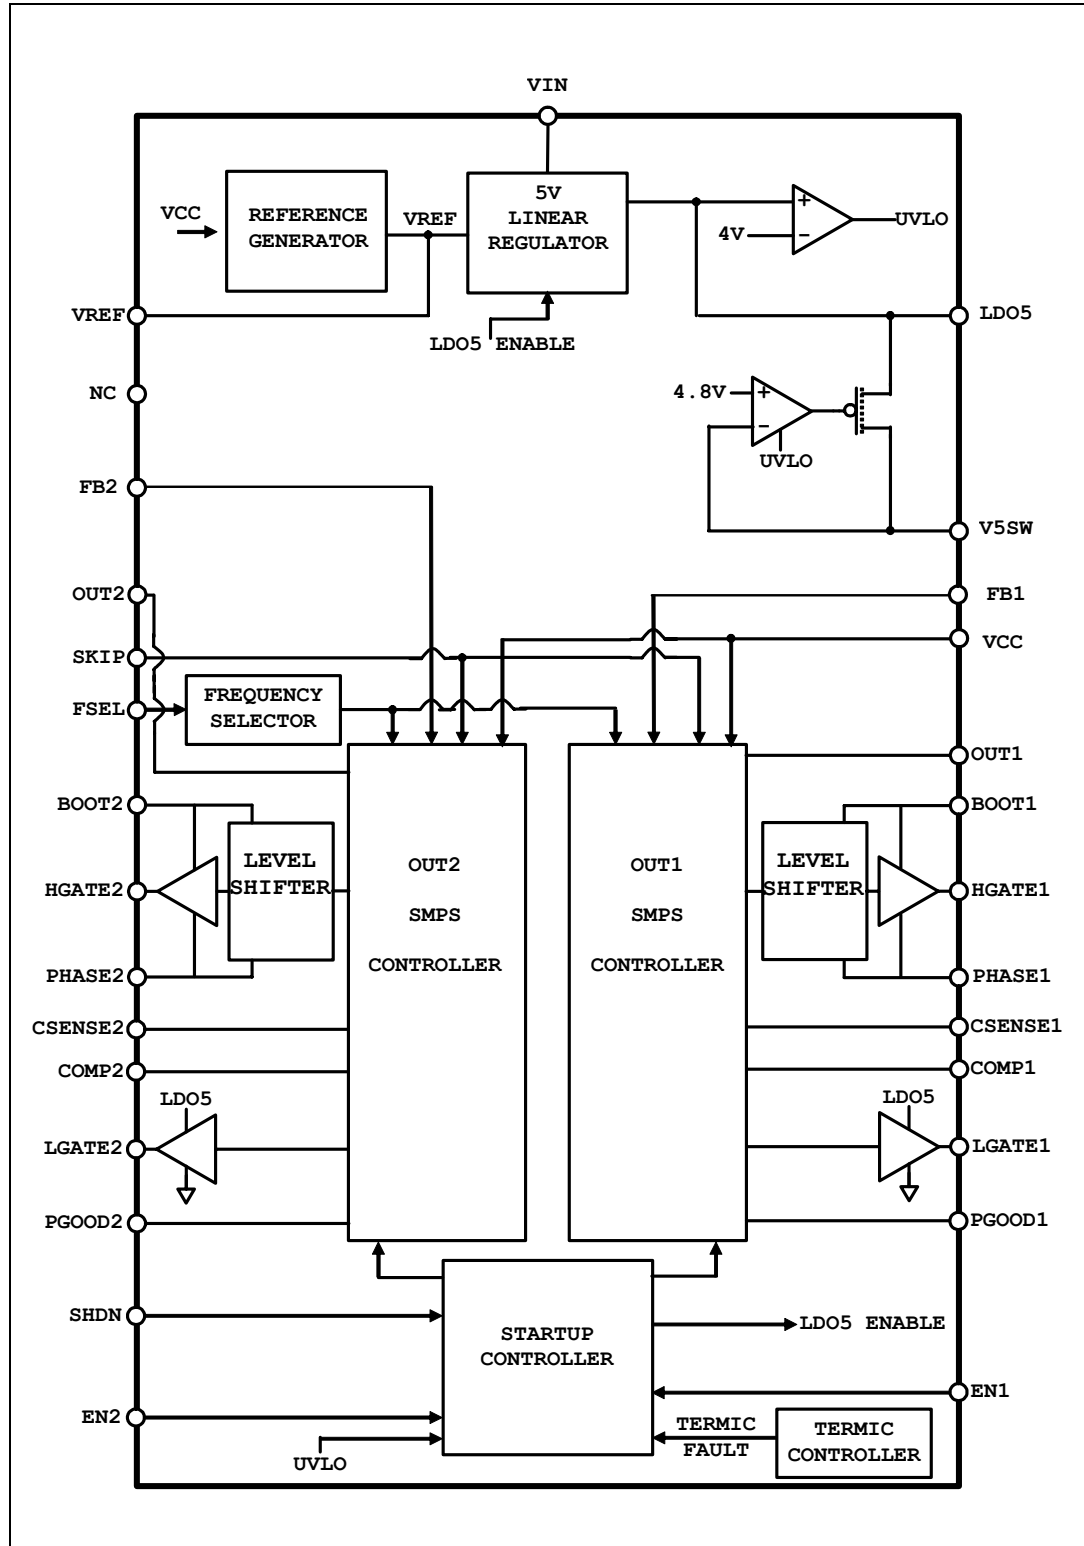 VIN
VCC
REFERENCE
GENERATOR
VREF
5V
LINEAR
REGULATOR
4V
+
-
UVLO
VREF
LDO5 ENABLE
LDO5
NC
4.8V
+
-
UVLO
FB2
V5SW
OUT2
FB1
SKIP
VCC
FSEL
FREQUENCY
SELECTOR
OUT1
BOOT2
BOOT1
LEVEL
SHIFTER
OUT2
SMPS
CONTROLLER
OUT1
SMPS
CONTROLLER
LEVEL
SHIFTER
HGATE2
HGATE1
PHASE2
PHASE1
CSENSE2
CSENSE1
COMP2
COMP1
LDO5
LDO5
LGATE2
LGATE1
PGOOD2
PGOOD1
SHDN
STARTUP
CONTROLLER
LDO5 ENABLE
EN1
EN2
TERMIC
FAULT
TERMIC
CONTROLLER
UVLO